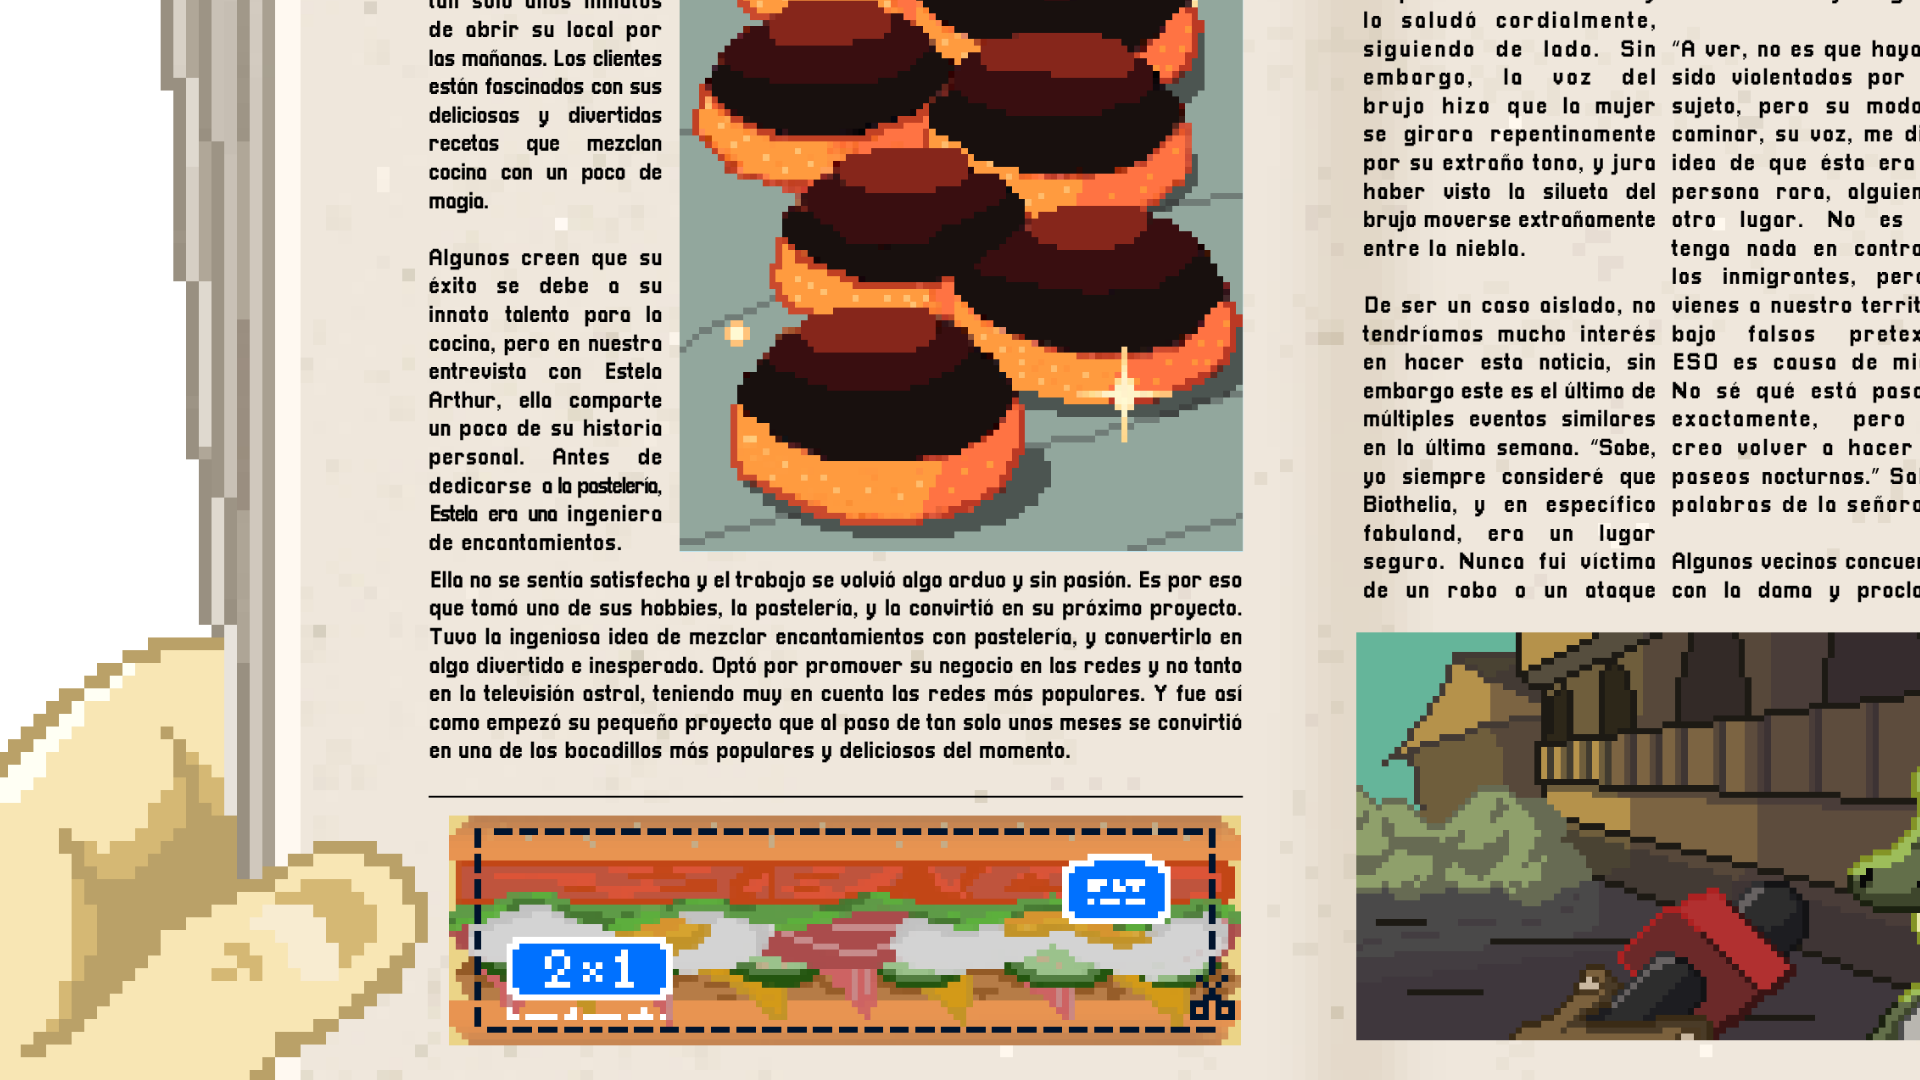 tan solo unos minutos
de abrir su local por
las mañanas. Los clientes
están fascinados con sus
deliciosas y divertidas
recetas que mezclan
cocina con un poco de
magia.
Algunos creen que su
éxito se debe a su
innato talento para la
cocina, pero en nuestra
entrevista con Estela
Arthur, ella comparte
un poco de su historia
personal. Antes de
dedicarse a la pastelería,
Estela era una ingeniera
de encantamientos.
Ella no se sentía satisfecha y el trabajo se volvió algo arduo y sin pasión. Es por eso
que tomó uno de sus hobbies, la pastelería, y la convirtió en su próximo proyecto.
Tuvo la ingeniosa idea de mezclar encantamientos con pastelería, y convertirlo en
algo divertido e inesperado. Optó por promover su negocio en las redes y no tanto
en la televisión astral, teniendo muy en cuenta las redes más populares. Y fue así
como empezó su pequeño proyecto que al paso de tan solo unos meses se convirtió
en una de los bocadillos más populares y deliciosos del momento.
2x1
lo saludó cordialmente,
siguiendo de lado. Sin
embargo, la voz del
brujo hizo que la mujer
se girara repentinamente
por su extraño tono, y jura
haber visto la silueta del
brujo moverse extrañamente
entre la niebla.
De ser un caso aislado, no
tendríamos mucho interés
en hacer esta noticia, sin
embargo este es el último de
múltiples eventos similares
en la última semana. "Sabe,
yo siempre consideré que
Biothelia, y en específico
fabuland, era un lugar
seguro. Nunca fui víctima
de un robo o un ataque
"A ver, no es que haya
sido violentados por
sujeto, pero su modo
caminar, su voz, me di
idea de que ésta era
persona rara, alguien
otro lugar. No es
tenga nada en contra
los inmigrantes, pero
vienes a nuestro territ
bajo falsos pretex
ESO es causa de mi
No sé qué está pasa
exactamente, pero
creo volver a hacer
paseos nocturnos." Sa
palabras de la señora
Algunos vecinos concuer
con la dama y procla